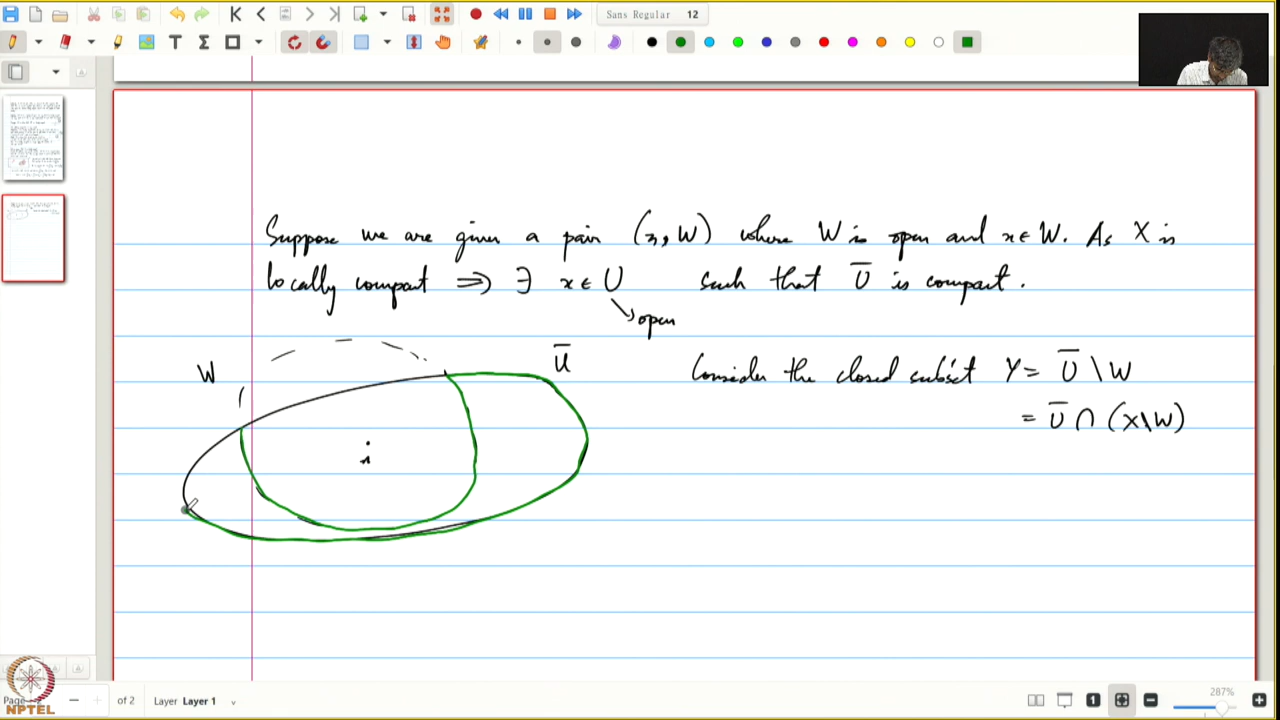 Sans Regular 12
Suppose we are given a pair (x, W) where W is open and x ∈ W. As X is
locally compact ⇒ ∃ x ∈ U such that Ū is compact.
open
W
Ū
Consider the closed subset Y = Ū \ W
= Ū ∩ (X\W)
x
Page
of 2
Layer Layer 1
287%
NPTEL